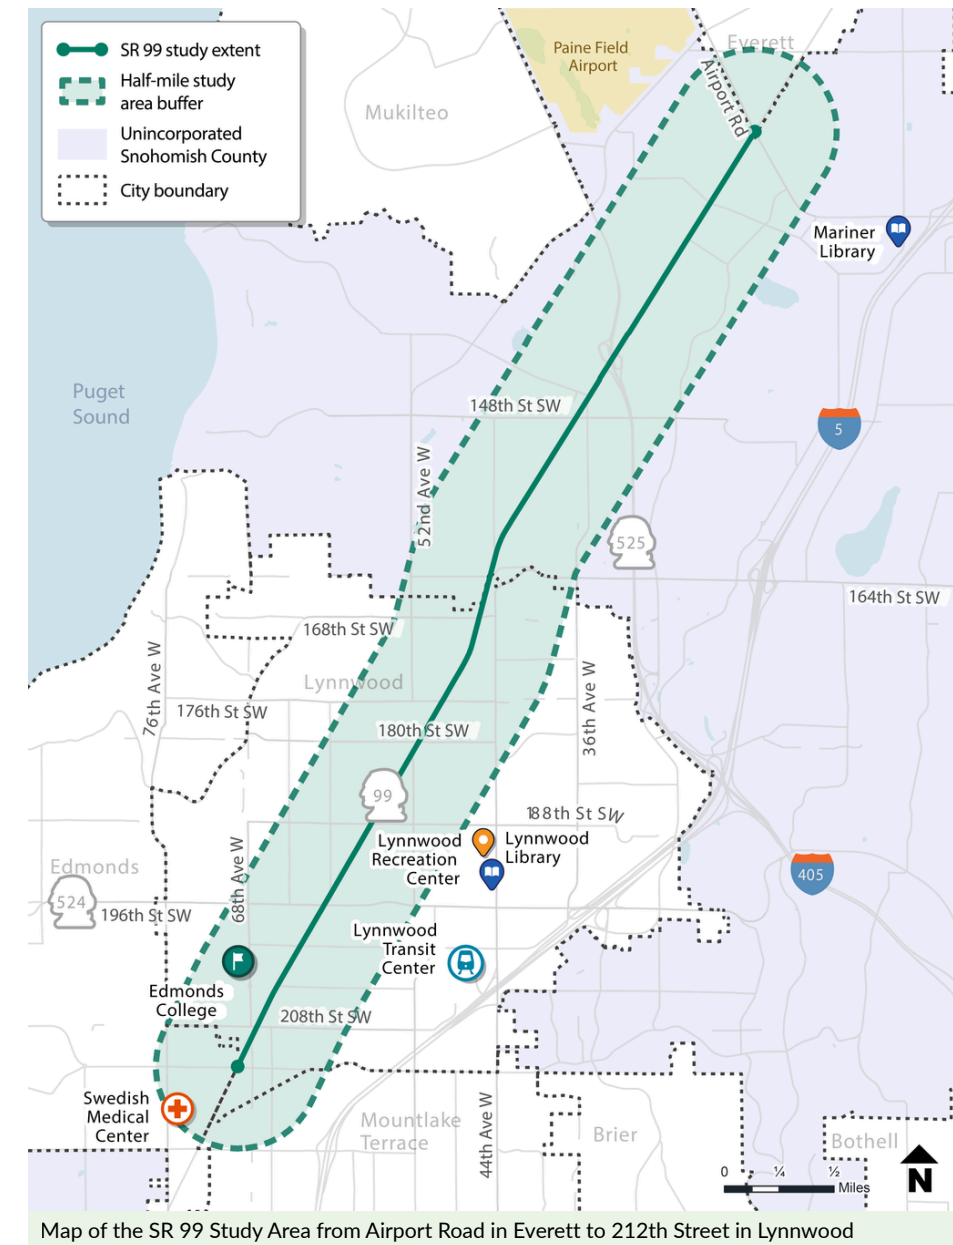 SR 99 study extent
Half-mile study
area buffer
Unincorporated
Snohomish County
City boundary
Paine Field
Airport
Everett
Airport Rd
Mukilteo
Mariner
Library
Puget
Sound
148th St SW
5
52nd Ave W
525
164th St SW
168th St SW
Lynnwood
76th Ave W
36th Ave W
176th St SW
180th St SW
99
188th St SW
Lynnwood
Recreation
Center
Lynnwood
Library
Edmonds
68th Ave W
405
524
196th St SW
Lynnwood
Transit
Center
Edmonds
College
208th St SW
Swedish
Medical
Center
Mountlake
Terrace
44th Ave W
Brier
Bothell
0 ¼ ½
Miles
N
Map of the SR 99 Study Area from Airport Road in Everett to 212th Street in Lynnwood